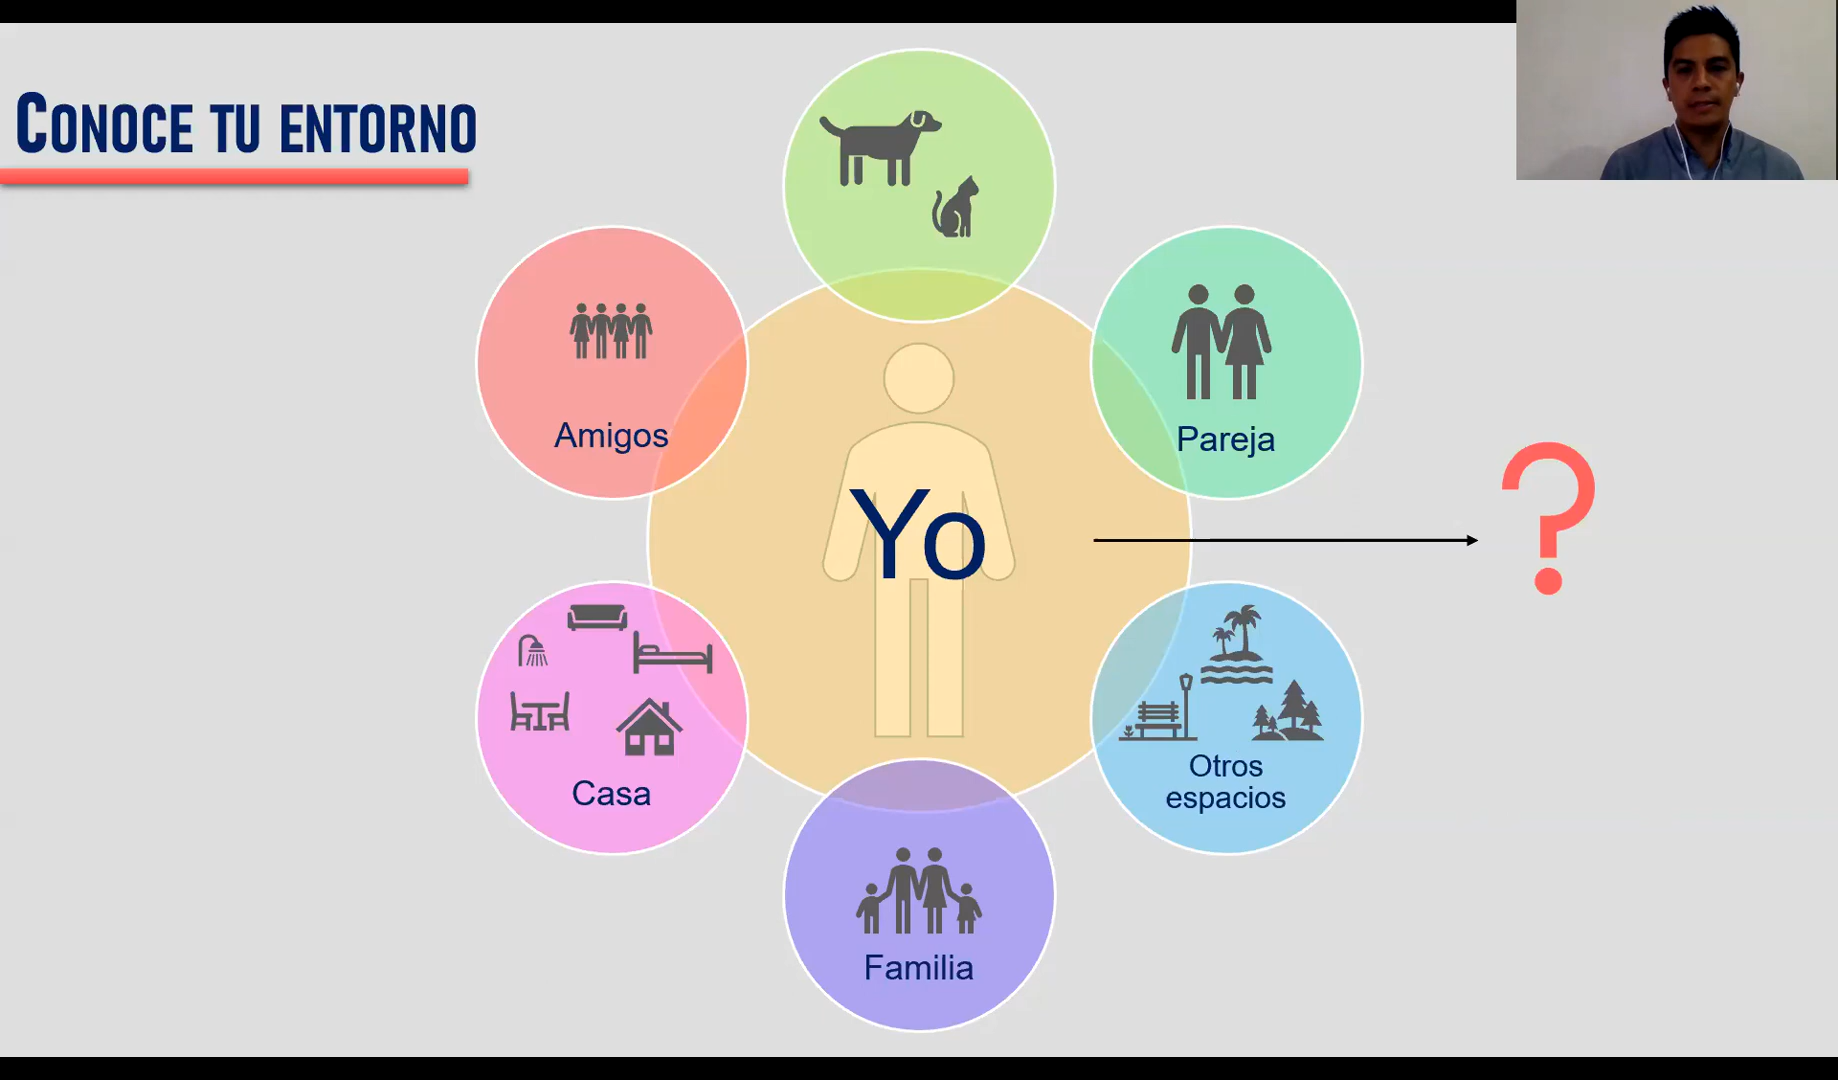 CONOCE TU ENTORNO
Amigos
Pareja
Yo
?
Casa
Otros
espacios
Familia